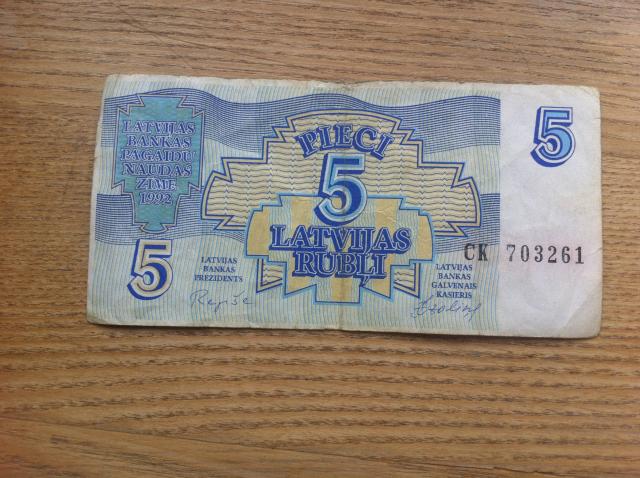 LATVIJAS
BANKAS
PAGAIDU
NAUDAS
ZĪME
1992
PIECI
5
LATVIJAS
RUBĻI
5
5
CK 703261
LATVIJAS
BANKAS
PREZIDENTS
LATVIJAS
BANKAS
GALVENAIS
KASIERIS